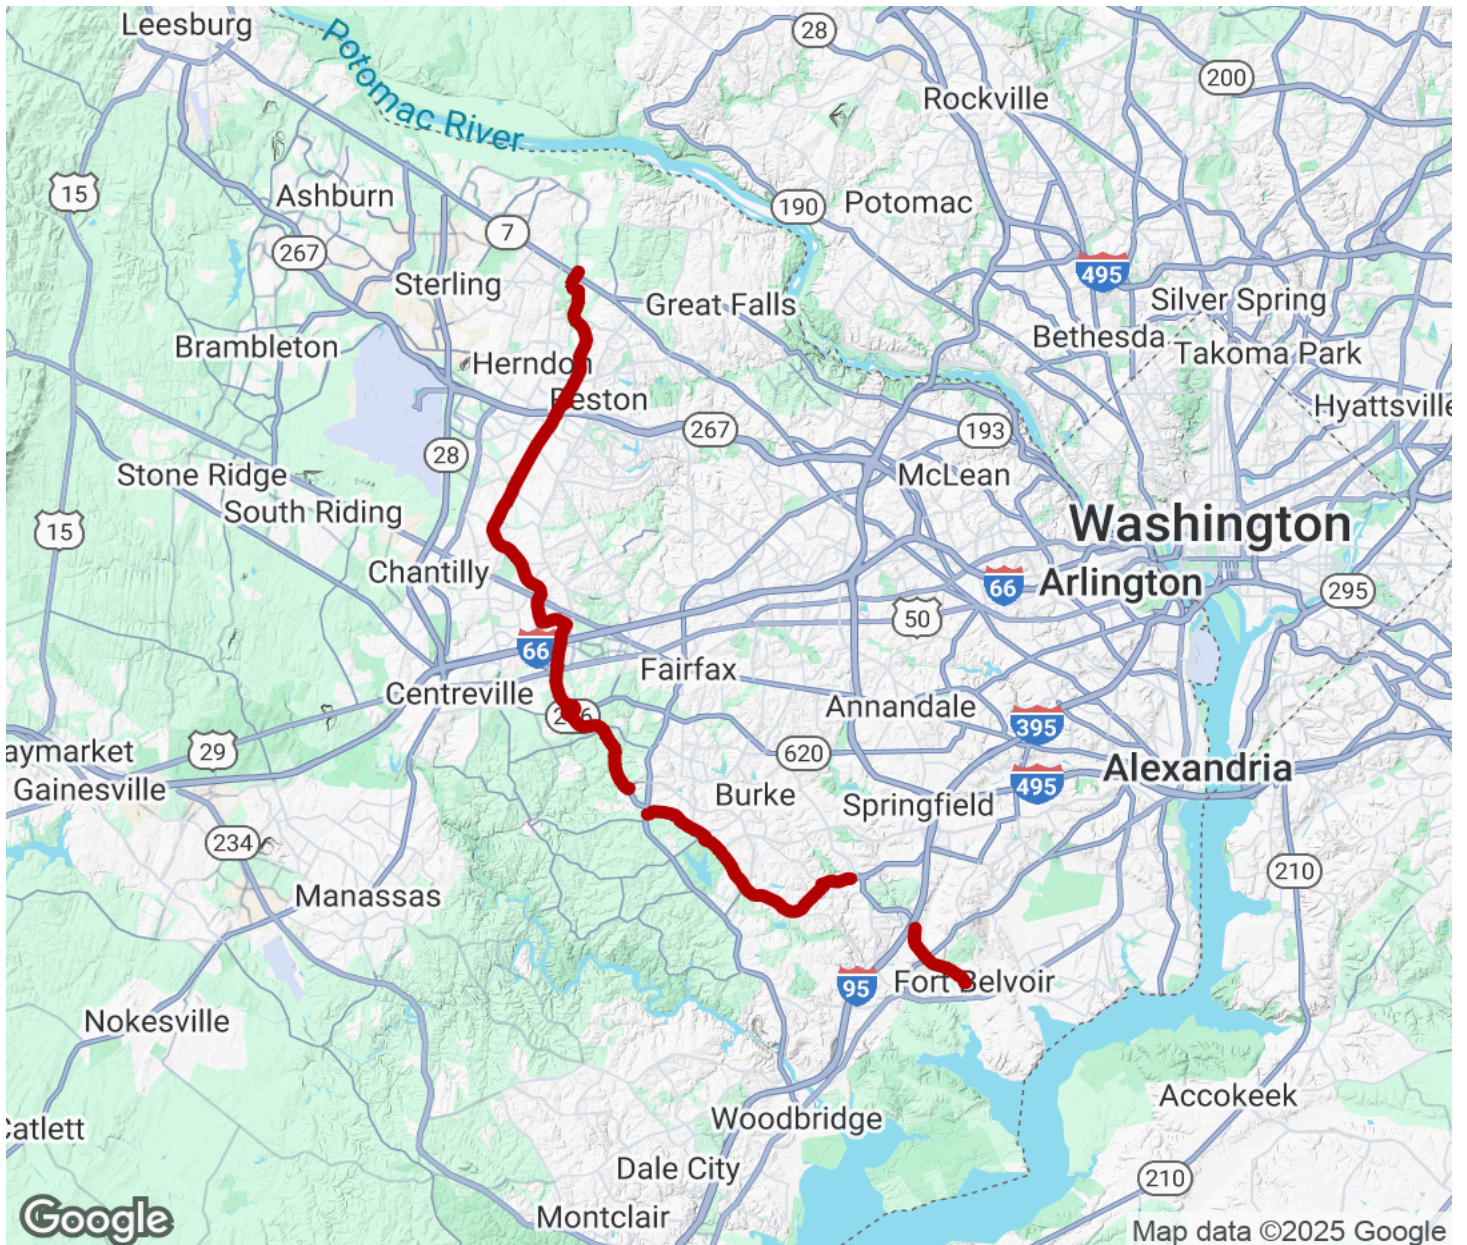 Leesburg
Potomac River
28
200
Rockville
15
Ashburn
190
Potomac
7
267
495
Sterling
Great Falls
Silver Spring
Brambleton
Bethesda
Takoma Park
Herndon
Reston
Hyattsville
267
193
28
Stone Ridge
McLean
South Riding
15
Washington
Chantilly
66
Arlington
295
50
66
Fairfax
Centreville
Annandale
395
aymarket
29
620
Alexandria
495
Gainesville
Burke
Springfield
234
210
Manassas
95
Fort Belvoir
Nokesville
Accokeek
Woodbridge
Catlett
Dale City
210
Montclair
Google
Map data ©2025 Google